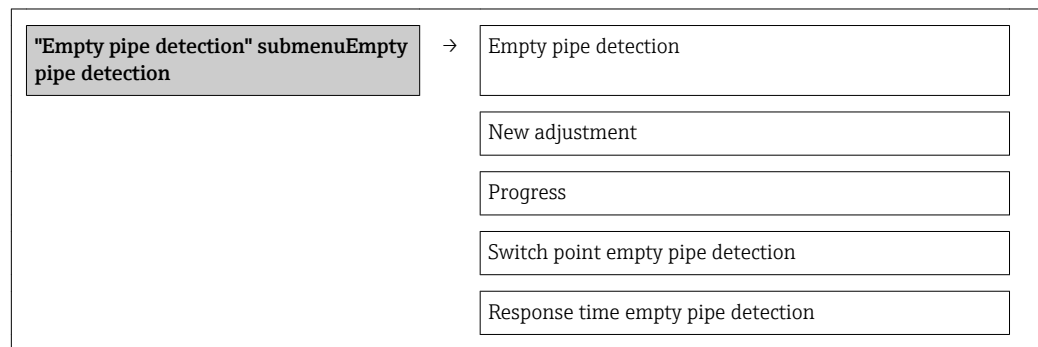 "Empty pipe detection" submenuEmpty
pipe detection
→
Empty pipe detection
New adjustment
Progress
Switch point empty pipe detection
Response time empty pipe detection